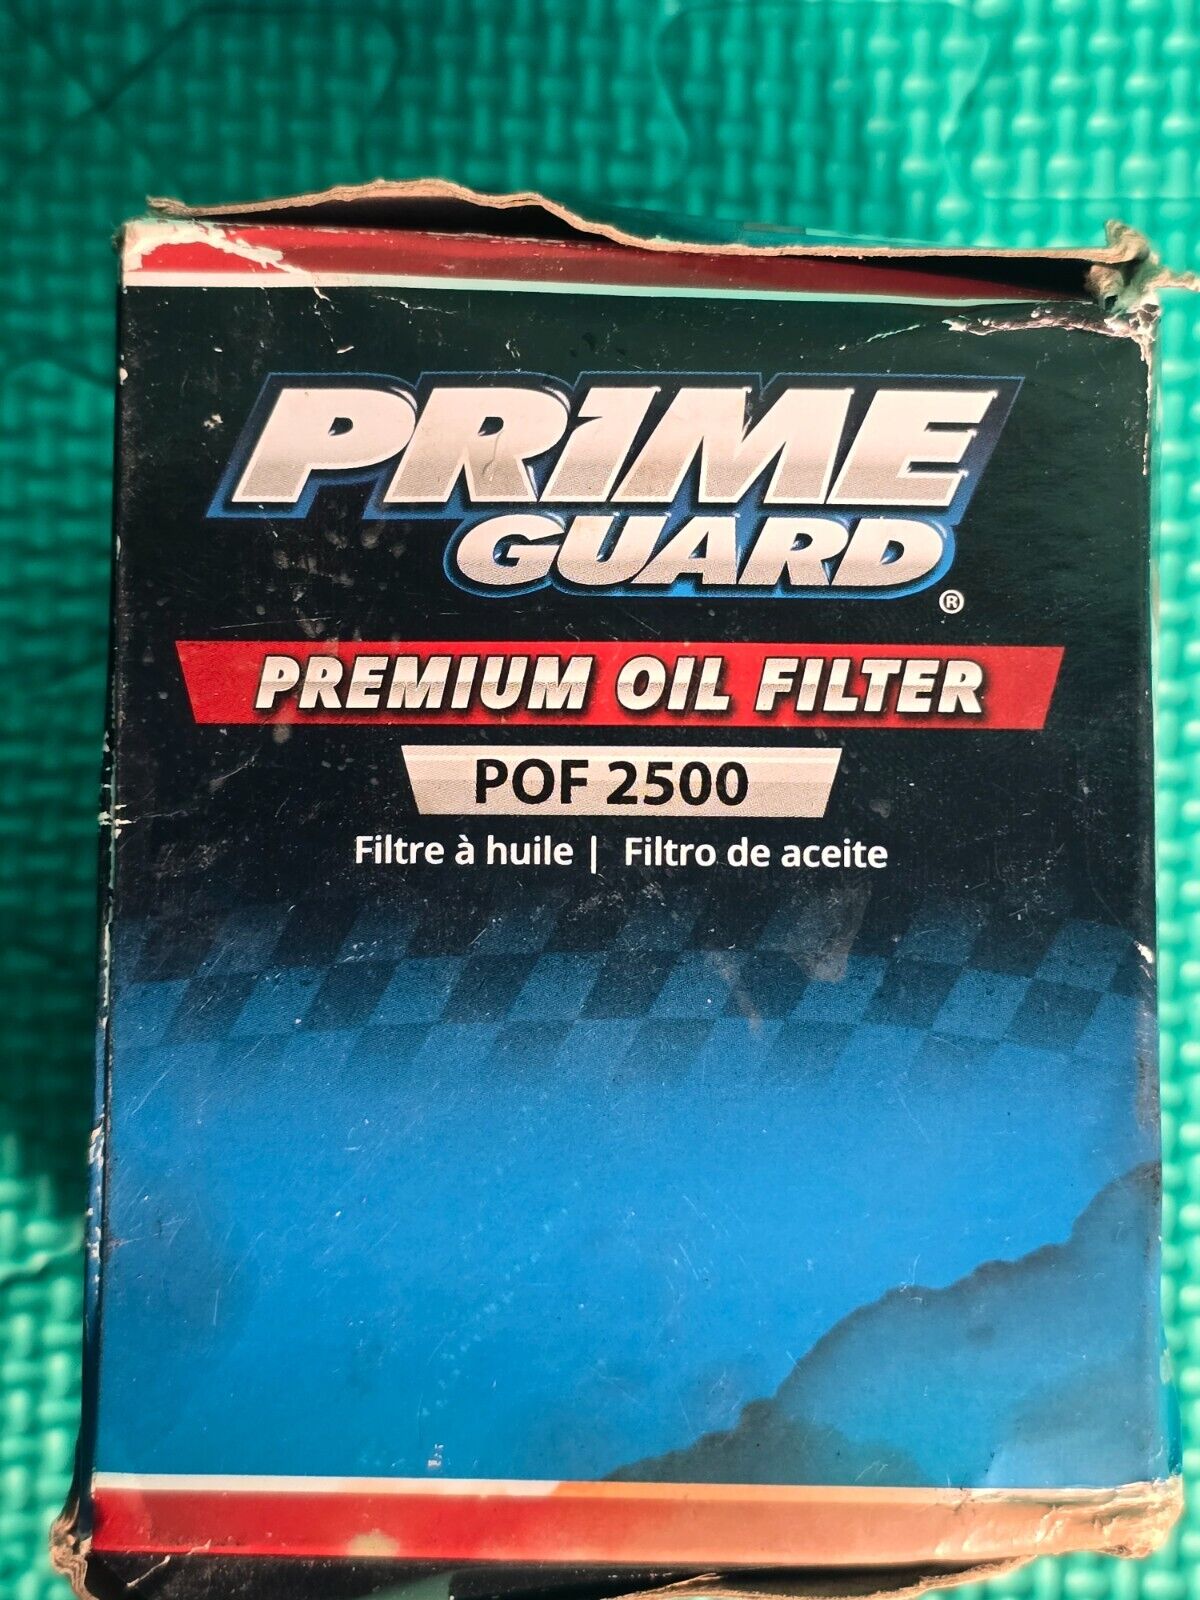 PRIME
GUARD®
PREMIUM OIL FILTER
POF 2500
Filtre à huile | Filtro de aceite